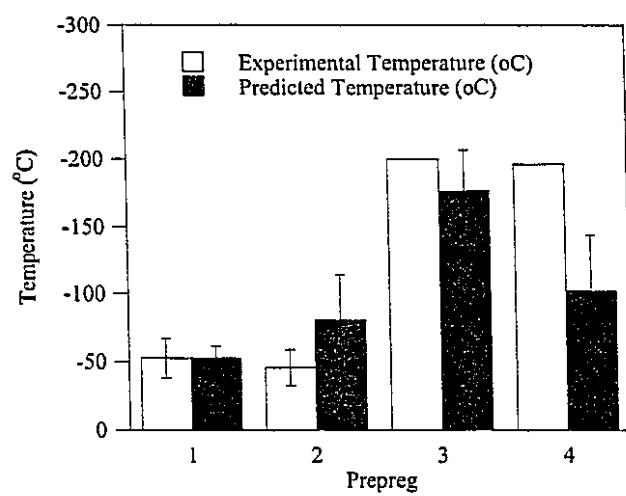 -300
-250
-200
-150
-100
-50
0
Temperature (°C)
Experimental Temperature (oC)
Predicted Temperature (oC)
1 2 3 4
Prepreg